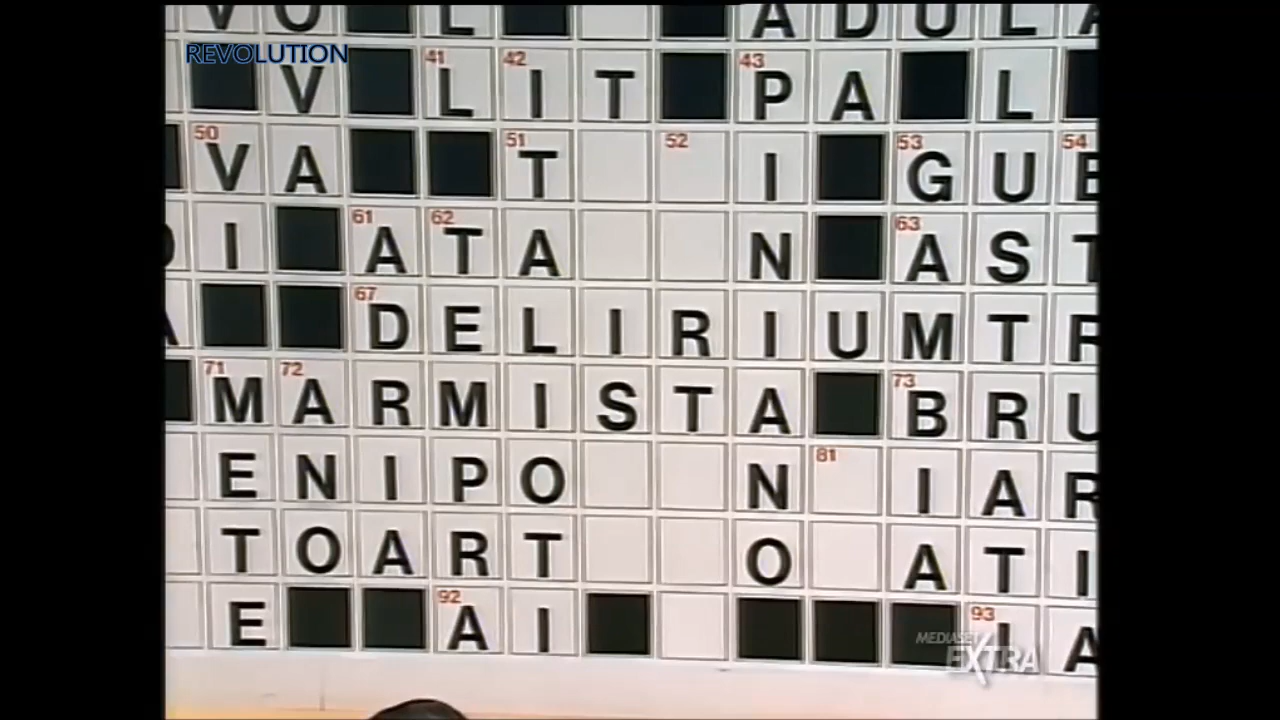 V O L A D U L A
REVOLUTION
V 41 L 42 I T 43 P A L
50 V A 51 T 52 I 53 G U 54 E
D I 61 A 62 T A N 63 A S T
A 67 D E L I R I U M T R
71 M 72 A R M I S T A 73 B R U
E N I P O N 81 I A R
T O A R T O A T I
E 92 A I 93 I A
MEDIASET
EXTRA